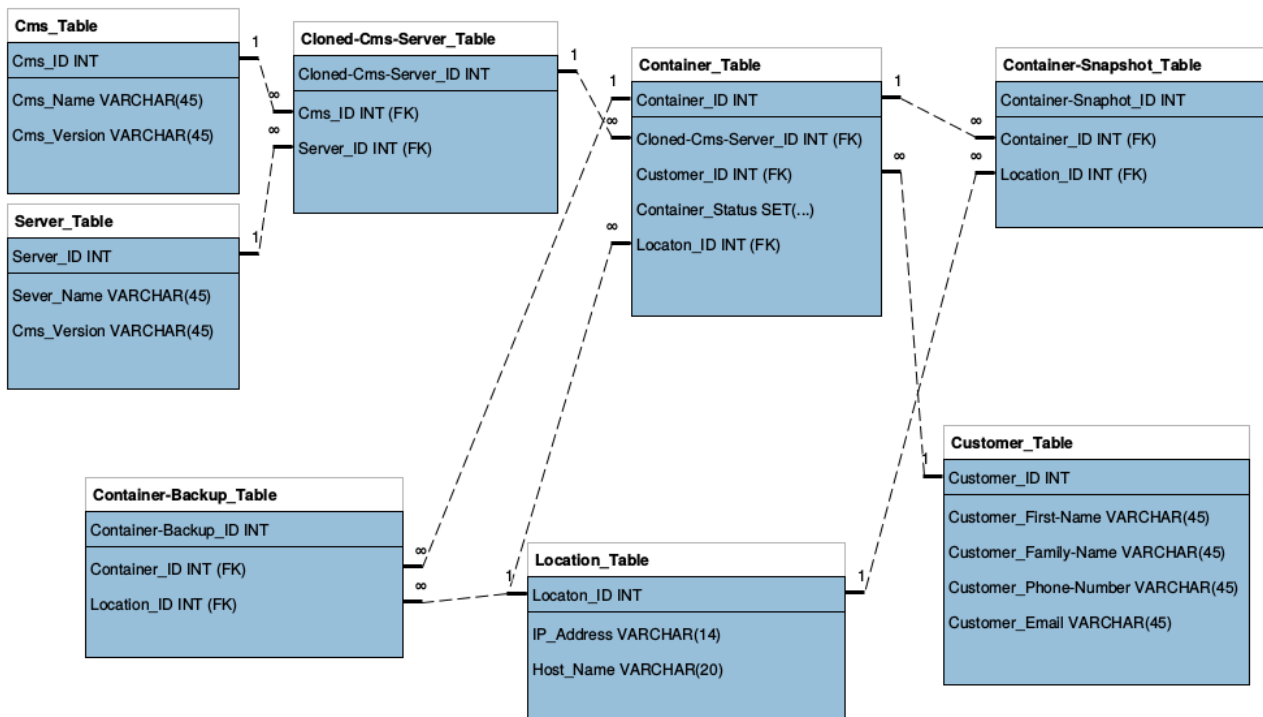 Cms_Table
Cms_ID INT
Cms_Name VARCHAR(45)
Cms_Version VARCHAR(45)
1
∞
Server_Table
Server_ID INT
Sever_Name VARCHAR(45)
Cms_Version VARCHAR(45)
1
∞
Cloned-Cms-Server_Table
Cloned-Cms-Server_ID INT
Cms_ID INT (FK)
Server_ID INT (FK)
1
∞
Container_Table
Container_ID INT
Cloned-Cms-Server_ID INT (FK)
Customer_ID INT (FK)
Container_Status SET(...)
Locaton_ID INT (FK)
1
1
∞
∞
∞
Container-Snapshot_Table
Container-Snaphot_ID INT
Container_ID INT (FK)
Location_ID INT (FK)
∞
Container-Backup_Table
Container-Backup_ID INT
Container_ID INT (FK)
Location_ID INT (FK)
∞
∞
Location_Table
Locaton_ID INT
IP_Address VARCHAR(14)
Host_Name VARCHAR(20)
1
1
Customer_Table
Customer_ID INT
Customer_First-Name VARCHAR(45)
Customer_Family-Name VARCHAR(45)
Customer_Phone-Number VARCHAR(45)
Customer_Email VARCHAR(45)
1